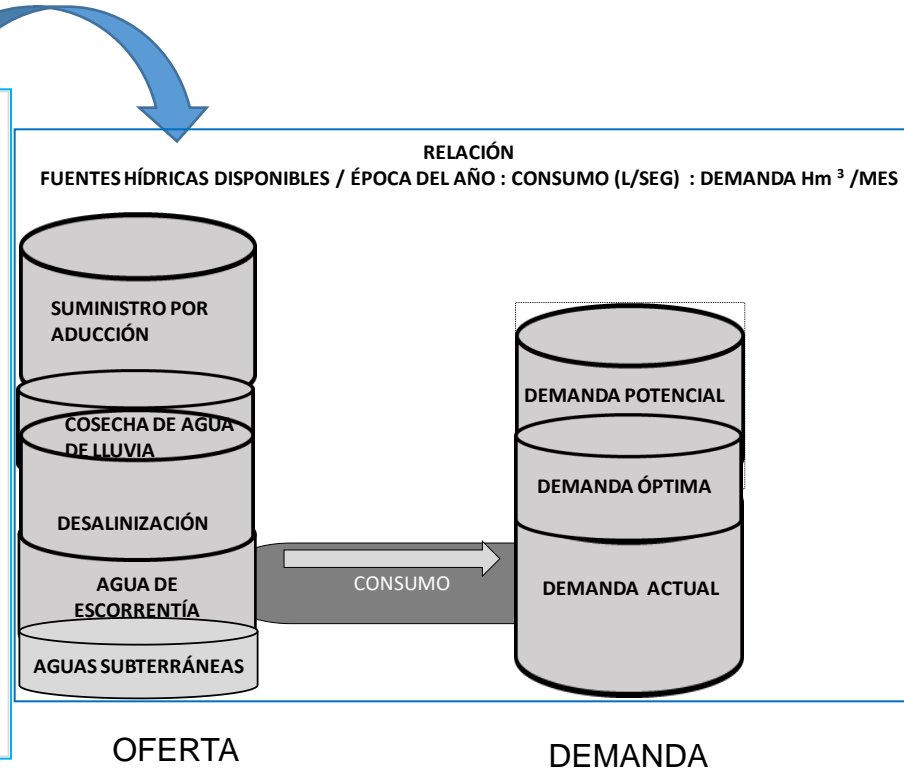 RELACIÓN
FUENTES HÍDRICAS DISPONIBLES / ÉPOCA DEL AÑO : CONSUMO (L/SEG) : DEMANDA Hm ³ /MES
SUMINISTRO POR
ADUCCIÓN
COSECHA DE AGUA
DE LLUVIA
DESALINIZACIÓN
AGUA DE
ESCORRENTÍA
AGUAS SUBTERRÁNEAS
CONSUMO
DEMANDA POTENCIAL
DEMANDA ÓPTIMA
DEMANDA ACTUAL
OFERTA
DEMANDA